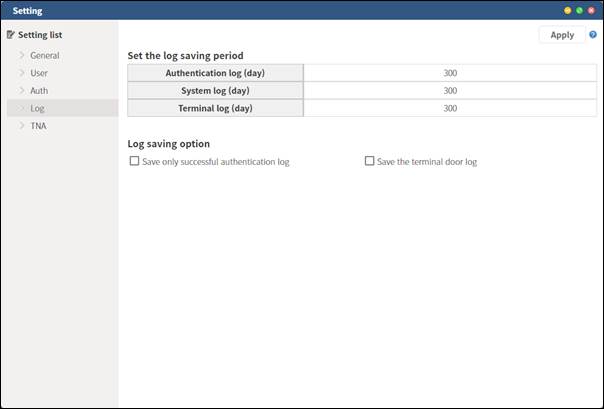 Setting
Setting list
Apply
?
General
User
Auth
Log
TNA
Set the log saving period
Authentication log (day) 300
System log (day) 300
Terminal log (day) 300
Log saving option
Save only successful authentication log Save the terminal door log